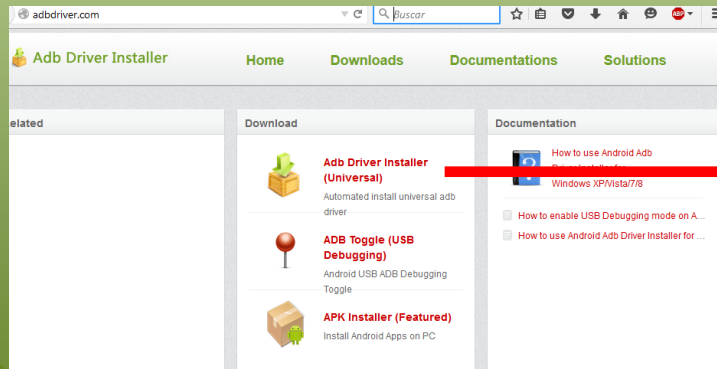 adbdriver.com
Buscar
ABP
Adb Driver Installer
Home Downloads Documentations Solutions
elated
Download
Adb Driver Installer
(Universal)
Automated install universal adb
driver
ADB Toggle (USB
Debugging)
Android USB ADB Debugging
Toggle
APK Installer (Featured)
Install Android Apps on PC
Documentation
How to use Android Adb
Windows XP/Vista/7/8
How to enable USB Debugging mode on A...
How to use Android Adb Driver Installer for ...